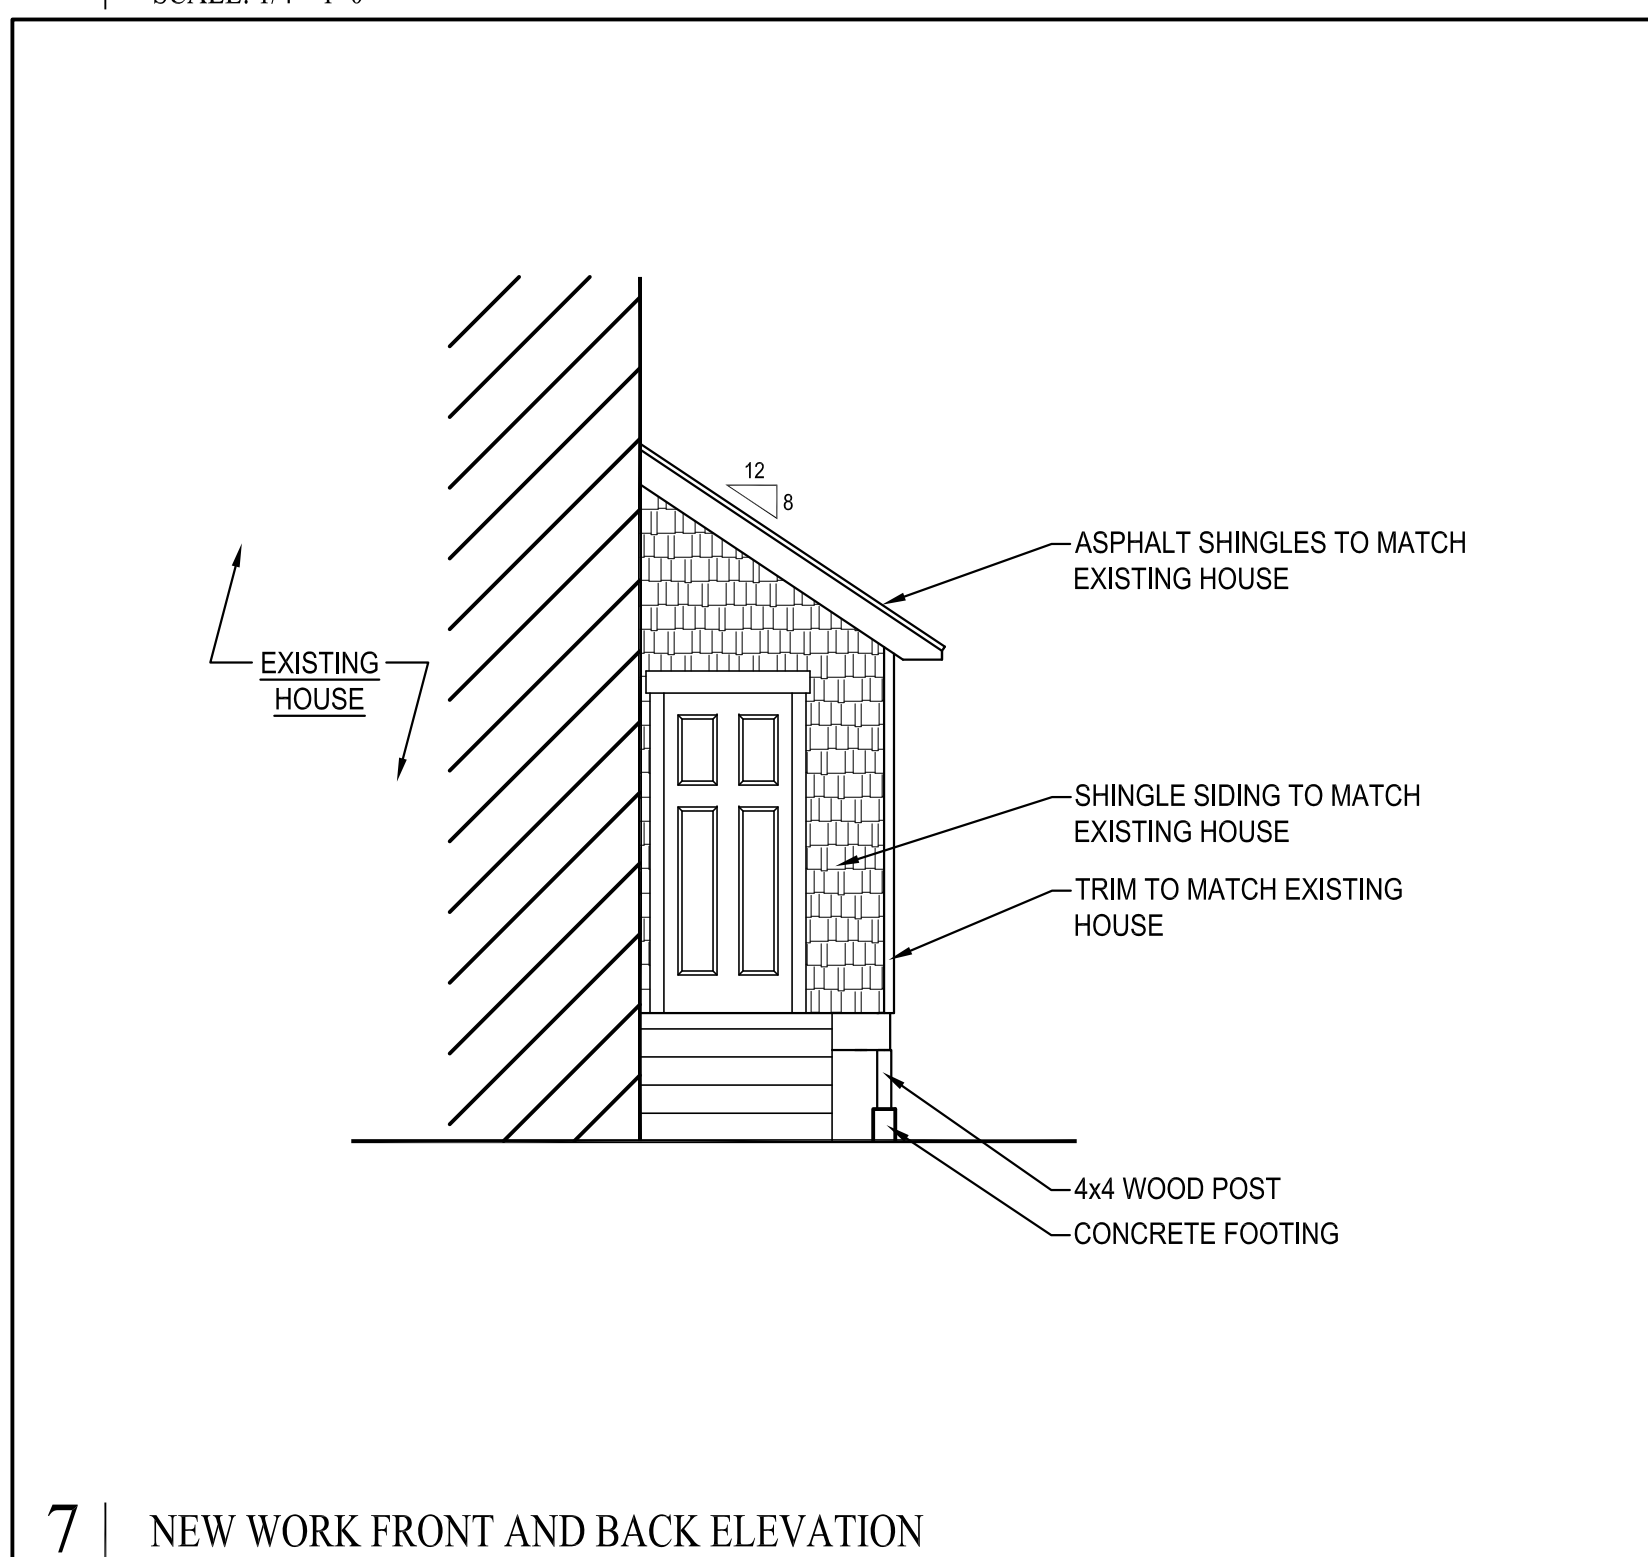 12
8
ASPHALT SHINGLES TO MATCH
EXISTING HOUSE
EXISTING
HOUSE
SHINGLE SIDING TO MATCH
EXISTING HOUSE
TRIM TO MATCH EXISTING
HOUSE
4x4 WOOD POST
CONCRETE FOOTING
7
NEW WORK FRONT AND BACK ELEVATION